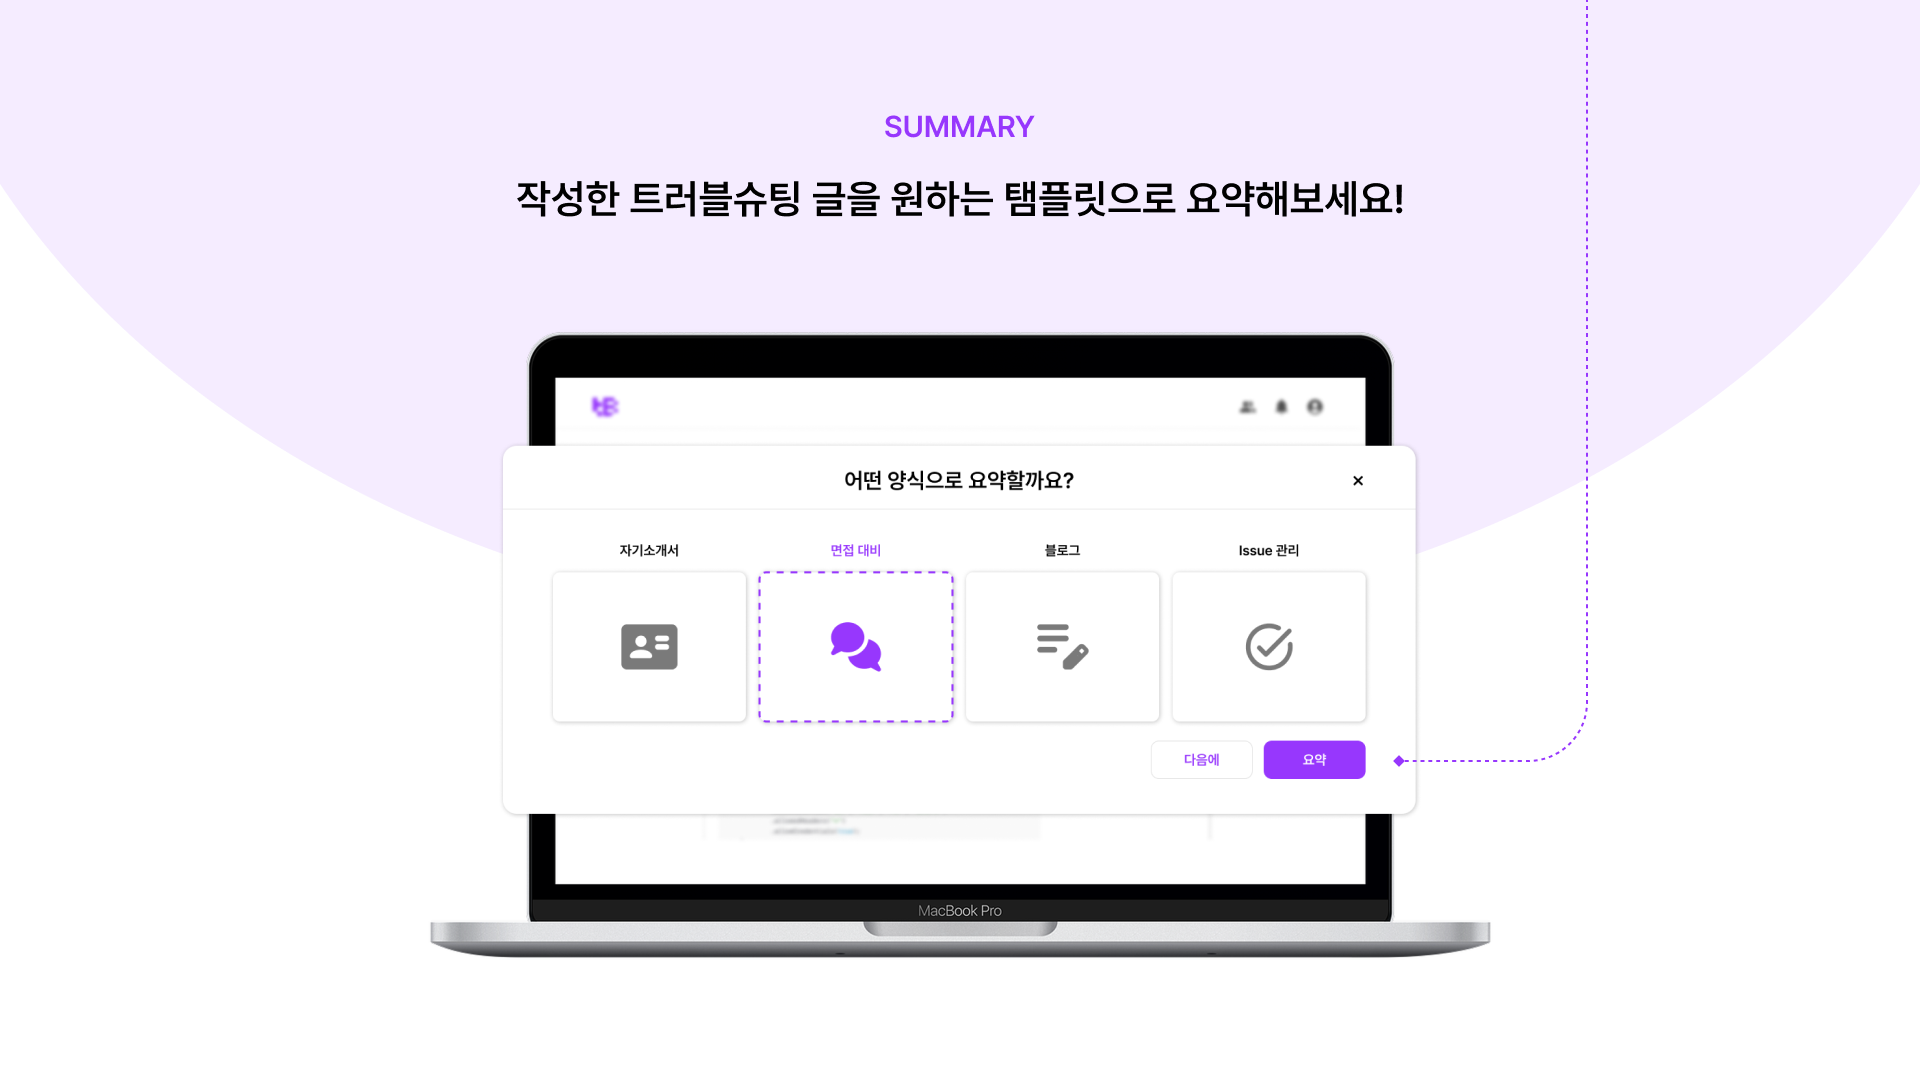 SUMMARY
작성한 트러블슈팅 글을 원하는 탬플릿으로 요약해보세요!
어떤 양식으로 요약할까요?
자기소개서
면접 대비
블로그
Issue 관리
다음에
요약
MacBook Pro